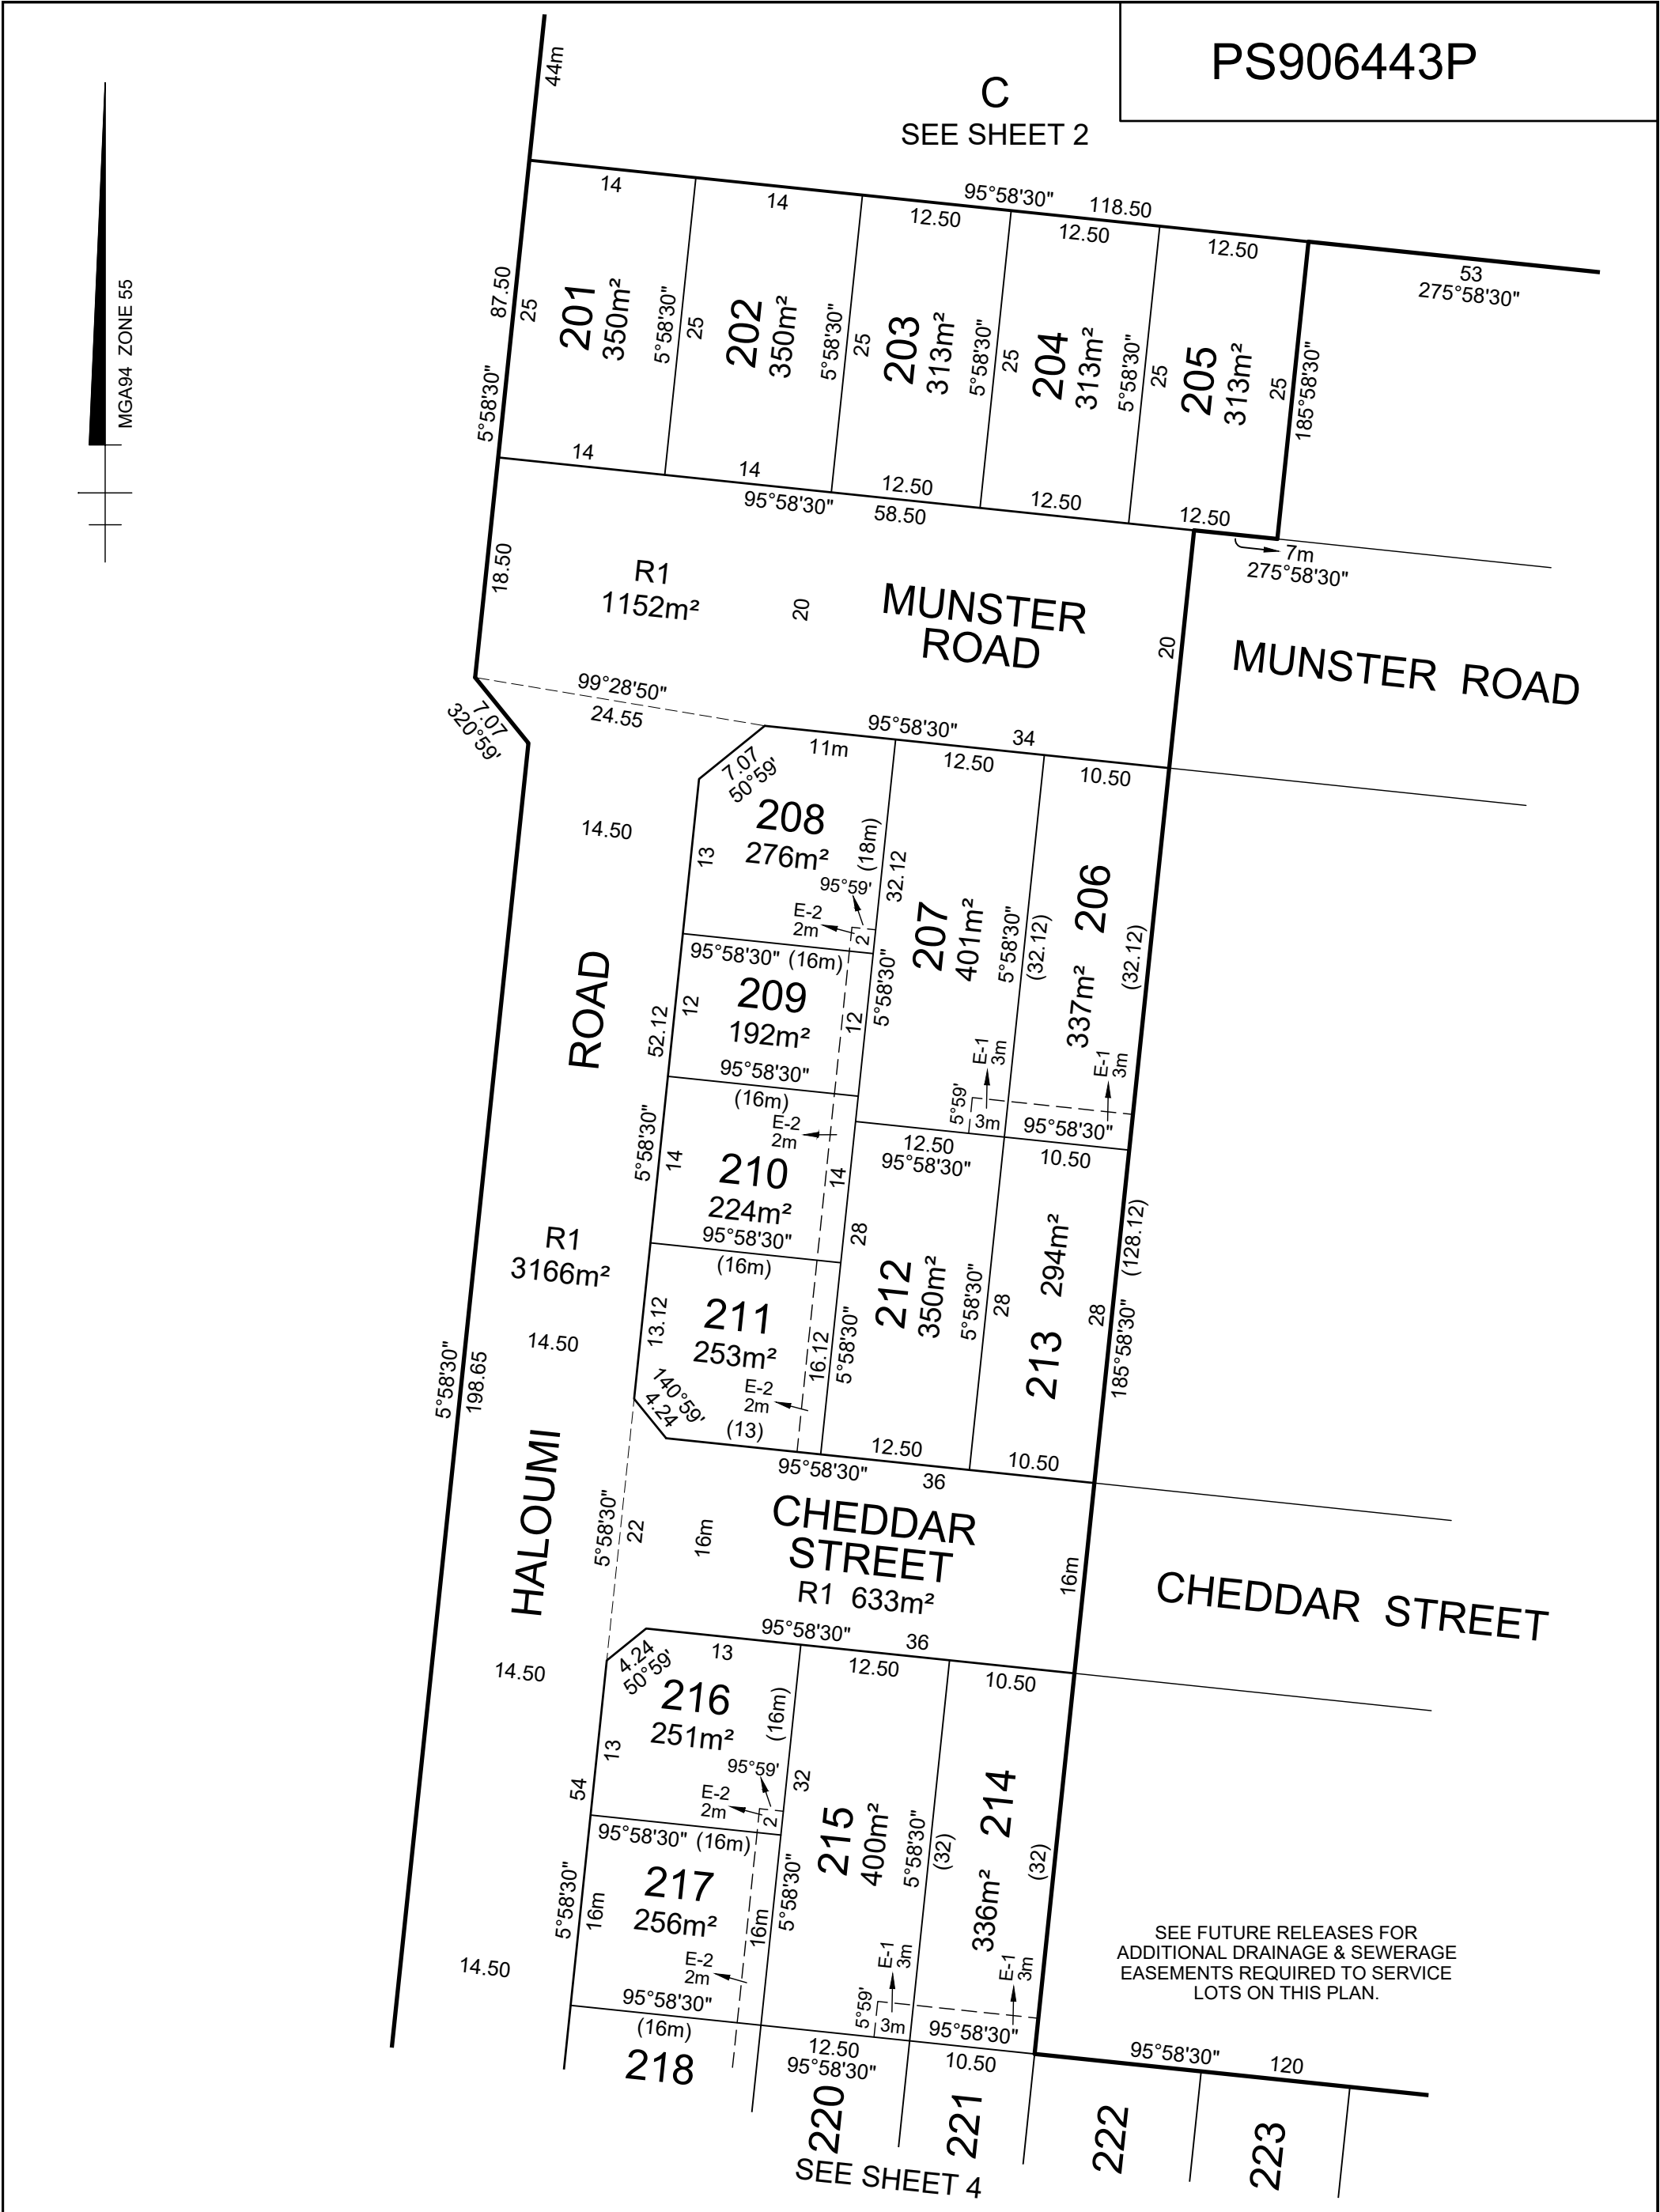 PS906443P
C
SEE SHEET 2
44m
MGA94 ZONE 55
95°58'30" 118.50
14
14
12.50
12.50
12.50
53
275°58'30"
87.50
5°58'30"
25
201
350m²
5°58'30"
25
202
350m²
5°58'30"
25
203
313m²
5°58'30"
25
204
313m²
5°58'30"
25
205
313m²
25
185°58'30"
14
14
12.50
12.50
12.50
95°58'30" 58.50
7m
275°58'30"
18.50
R1
1152m²
20
MUNSTER
ROAD
20
MUNSTER ROAD
99°28'50"
24.55
7.07
320°59'
95°58'30" 34
11m
12.50
10.50
7.07
50°59'
14.50
208
276m²
13
(18m)
32.12
95°59'
E-2
2m
2
207
401m²
5°58'30"
(32.12)
206
337m²
(32.12)
95°58'30" (16m)
209
192m²
12
12
5°58'30"
52.12
5°58'30"
ROAD
95°58'30"
(16m)
E-1
3m
5°59'
3m
E-1
3m
95°58'30"
E-2
2m
12.50
95°58'30"
10.50
210
224m²
14
14
28
95°58'30"
(16m)
R1
3166m²
14.50
211
253m²
13.12
16.12
5°58'30"
E-2
2m
140°59'
4.24
(13)
212
350m²
5°58'30"
28
213
294m²
28
(128.12)
185°58'30"
12.50
10.50
95°58'30" 36
5°58'30"
198.65
HALOUMI
5°58'30"
22
16m
CHEDDAR
STREET
R1 633m²
16m
CHEDDAR STREET
95°58'30" 36
13
12.50
10.50
4.24
50°59'
14.50
216
251m²
13
(16m)
32
95°59'
E-2
2m
2
54
5°58'30"
95°58'30" (16m)
217
256m²
16m
16m
5°58'30"
E-2
2m
215
400m²
5°58'30"
(32)
214
336m²
(32)
E-1
3m
5°59'
3m
E-1
3m
95°58'30"
14.50
95°58'30"
(16m)
218
12.50
95°58'30"
10.50
SEE FUTURE RELEASES FOR
ADDITIONAL DRAINAGE & SEWERAGE
EASEMENTS REQUIRED TO SERVICE
LOTS ON THIS PLAN.
95°58'30" 120
220
221
222
223
SEE SHEET 4